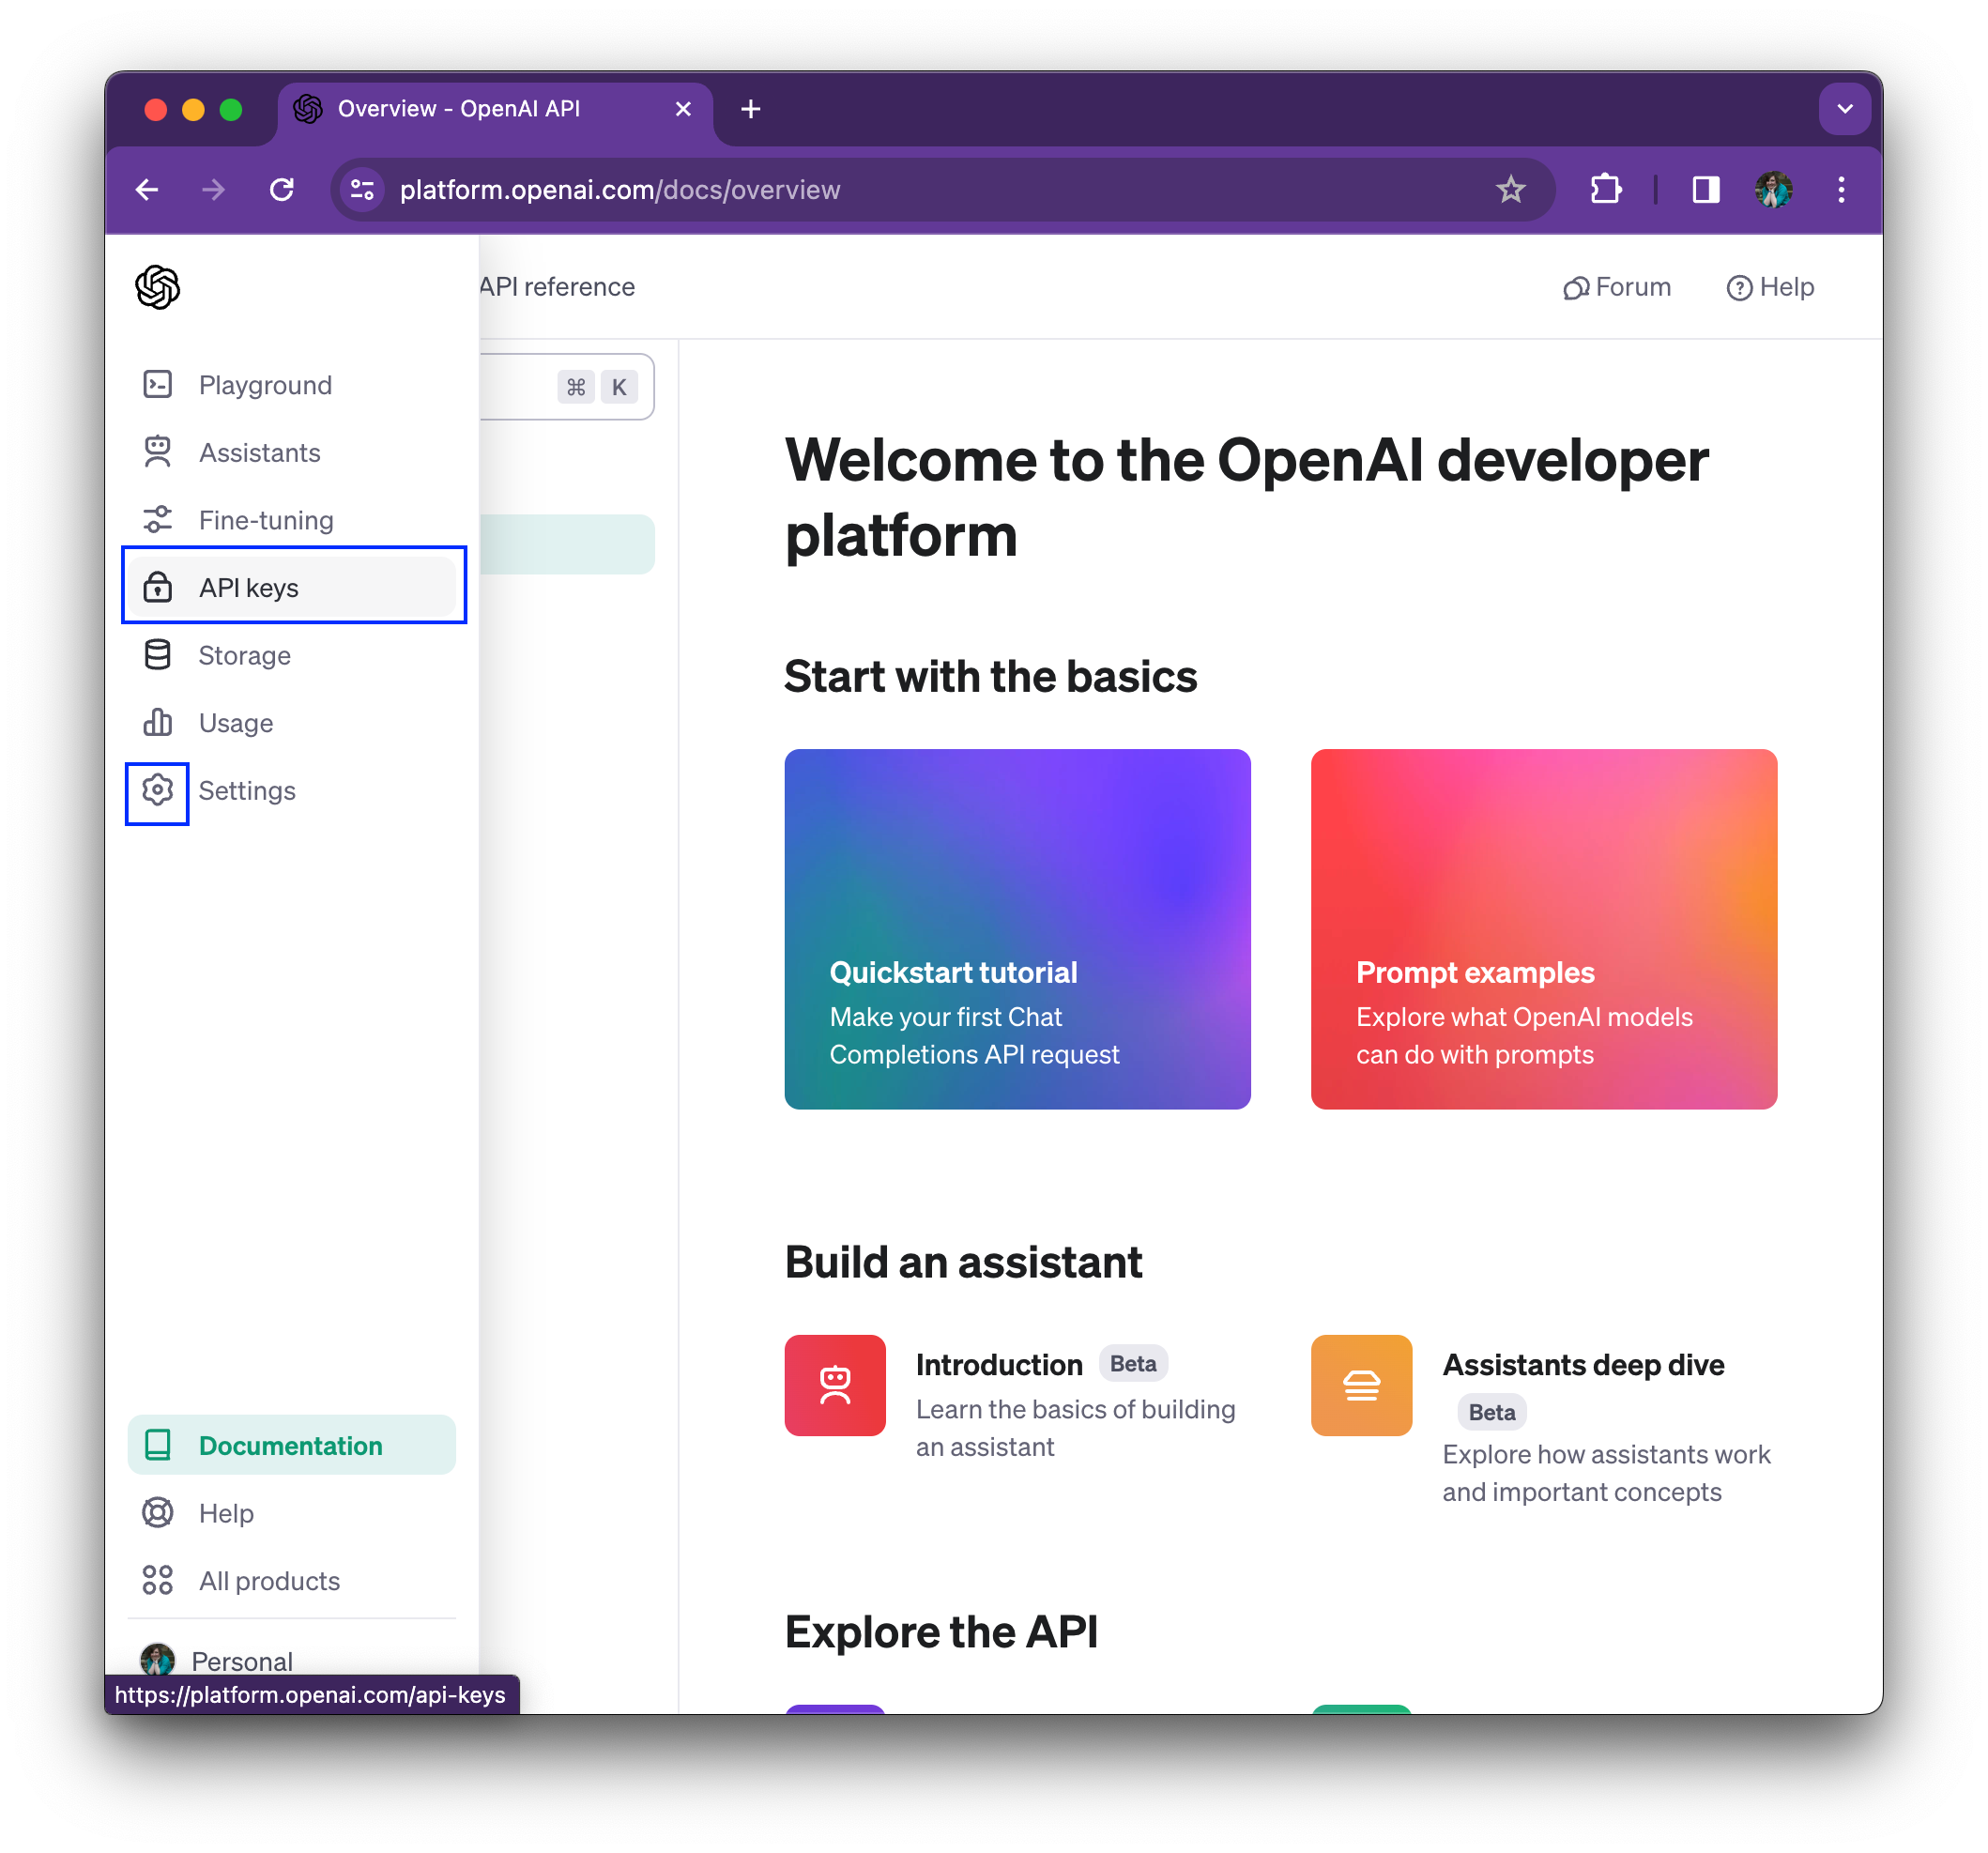 Overview - OpenAI API
platform.openai.com/docs/overview
API reference
Forum
Help
Playground
Assistants
Fine-tuning
API keys
Storage
Usage
Settings
Documentation
Help
All products
Personal
https://platform.openai.com/api-keys
⌘ K
Welcome to the OpenAI developer
platform
Start with the basics
Quickstart tutorial
Make your first Chat
Completions API request
Prompt examples
Explore what OpenAI models
can do with prompts
Build an assistant
Introduction Beta
Learn the basics of building
an assistant
Assistants deep dive
Beta
Explore how assistants work
and important concepts
Explore the API